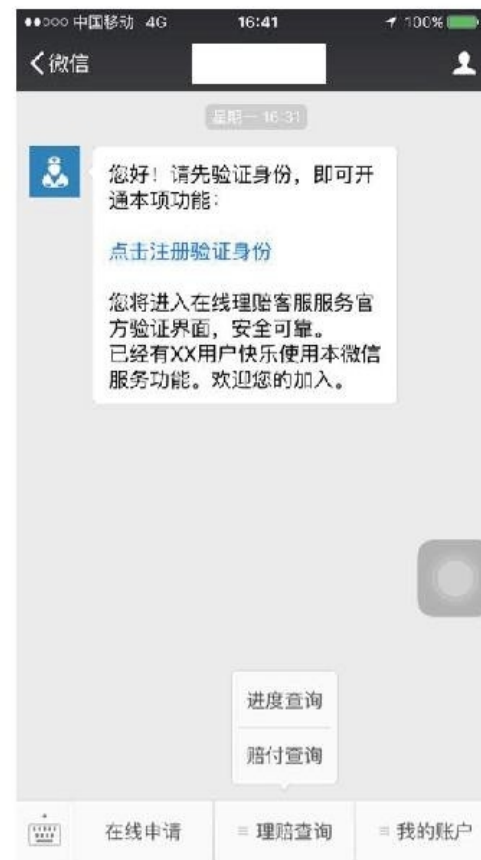 中国移动 4G 16:41 100%
微信
星期一 16:31
您好！请先验证身份，即可开
通本项功能：
点击注册验证身份
您将进入在线理赔客服服务官
方验证界面，安全可靠。
已经有XX用户快乐使用本微信
服务功能。欢迎您的加入。
进度查询
赔付查询
在线申请 理赔查询 我的账户